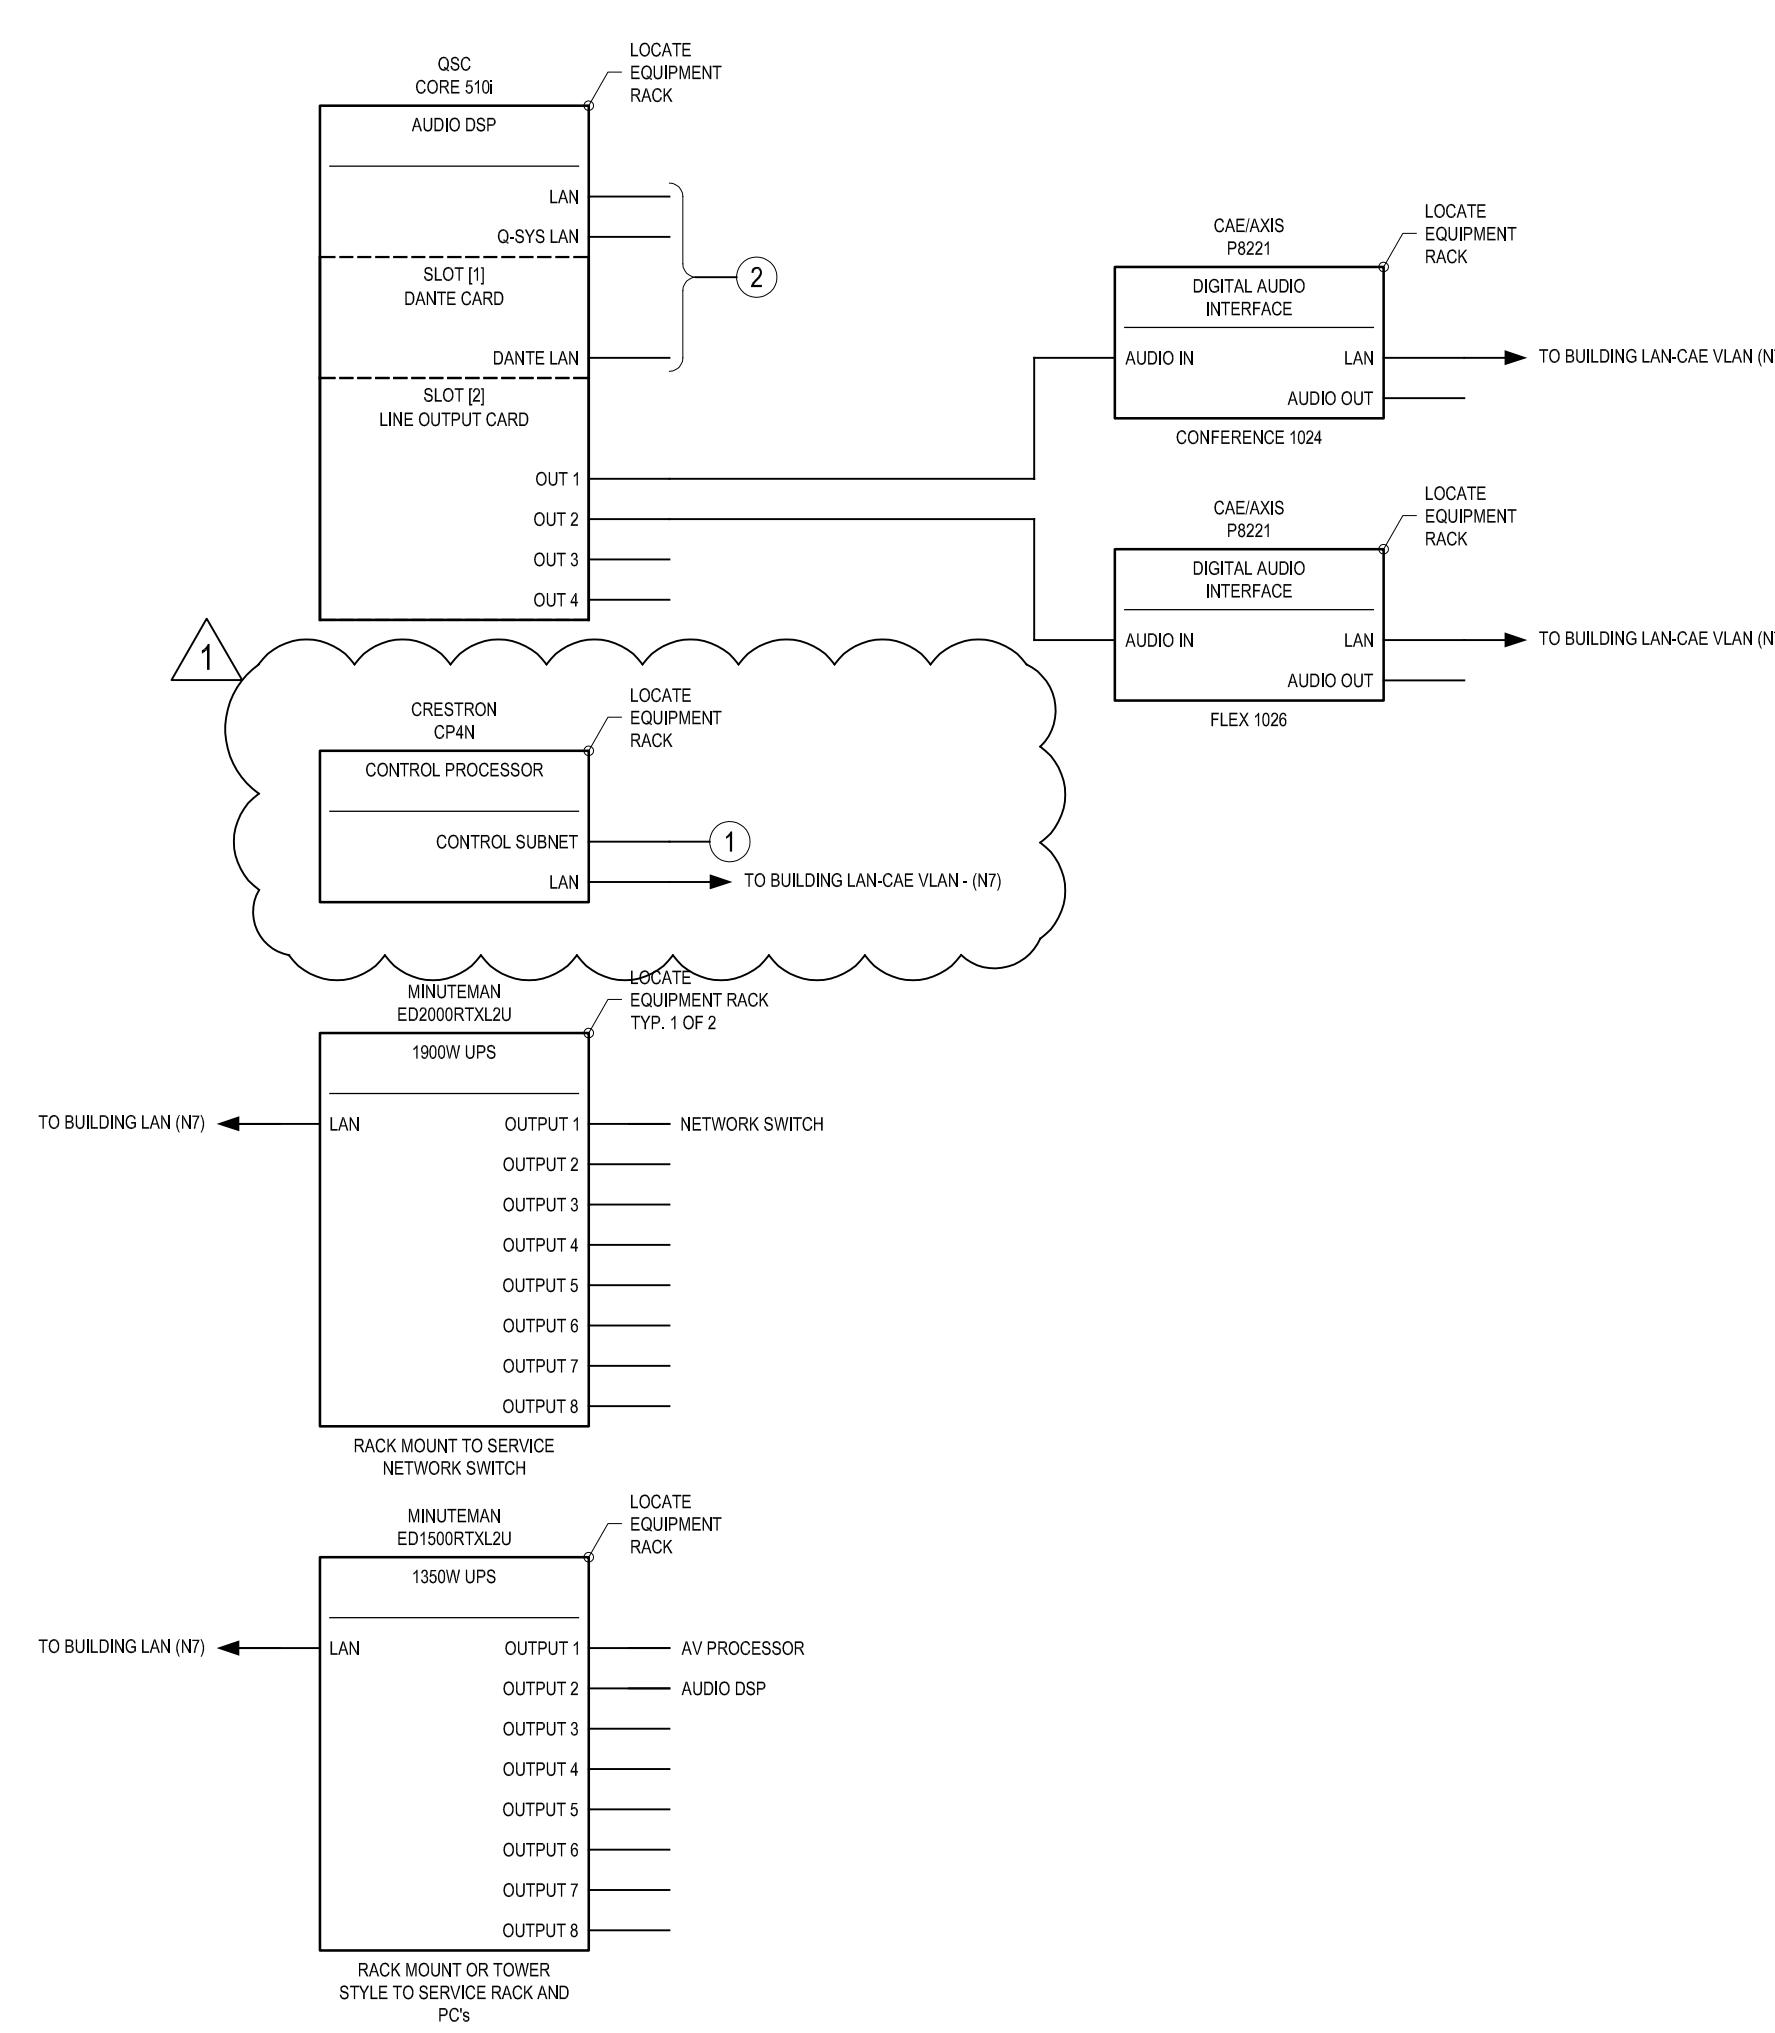 QSC
CORE 510i
LOCATE
EQUIPMENT
RACK
AUDIO DSP
LAN
Q-SYS LAN
SLOT [1]
DANTE CARD
DANTE LAN
2
SLOT [2]
LINE OUTPUT CARD
OUT 1
OUT 2
OUT 3
OUT 4
CAE/AXIS
P8221
LOCATE
EQUIPMENT
RACK
DIGITAL AUDIO
INTERFACE
AUDIO IN
LAN
TO BUILDING LAN-CAE VLAN (N
AUDIO OUT
CONFERENCE 1024
CAE/AXIS
P8221
LOCATE
EQUIPMENT
RACK
DIGITAL AUDIO
INTERFACE
AUDIO IN
LAN
TO BUILDING LAN-CAE VLAN (N
AUDIO OUT
FLEX 1026
1
CRESTRON
CP4N
LOCATE
EQUIPMENT
RACK
CONTROL PROCESSOR
CONTROL SUBNET
1
LAN
TO BUILDING LAN-CAE VLAN - (N7)
MINUTEMAN
ED2000RTXL2U
LOCATE
EQUIPMENT RACK
TYP. 1 OF 2
1900W UPS
TO BUILDING LAN (N7)
LAN
OUTPUT 1
NETWORK SWITCH
OUTPUT 2
OUTPUT 3
OUTPUT 4
OUTPUT 5
OUTPUT 6
OUTPUT 7
OUTPUT 8
RACK MOUNT TO SERVICE
NETWORK SWITCH
MINUTEMAN
ED1500RTXL2U
LOCATE
EQUIPMENT
RACK
1350W UPS
TO BUILDING LAN (N7)
LAN
OUTPUT 1
AV PROCESSOR
OUTPUT 2
AUDIO DSP
OUTPUT 3
OUTPUT 4
OUTPUT 5
OUTPUT 6
OUTPUT 7
OUTPUT 8
RACK MOUNT OR TOWER
STYLE TO SERVICE RACK AND
PC's